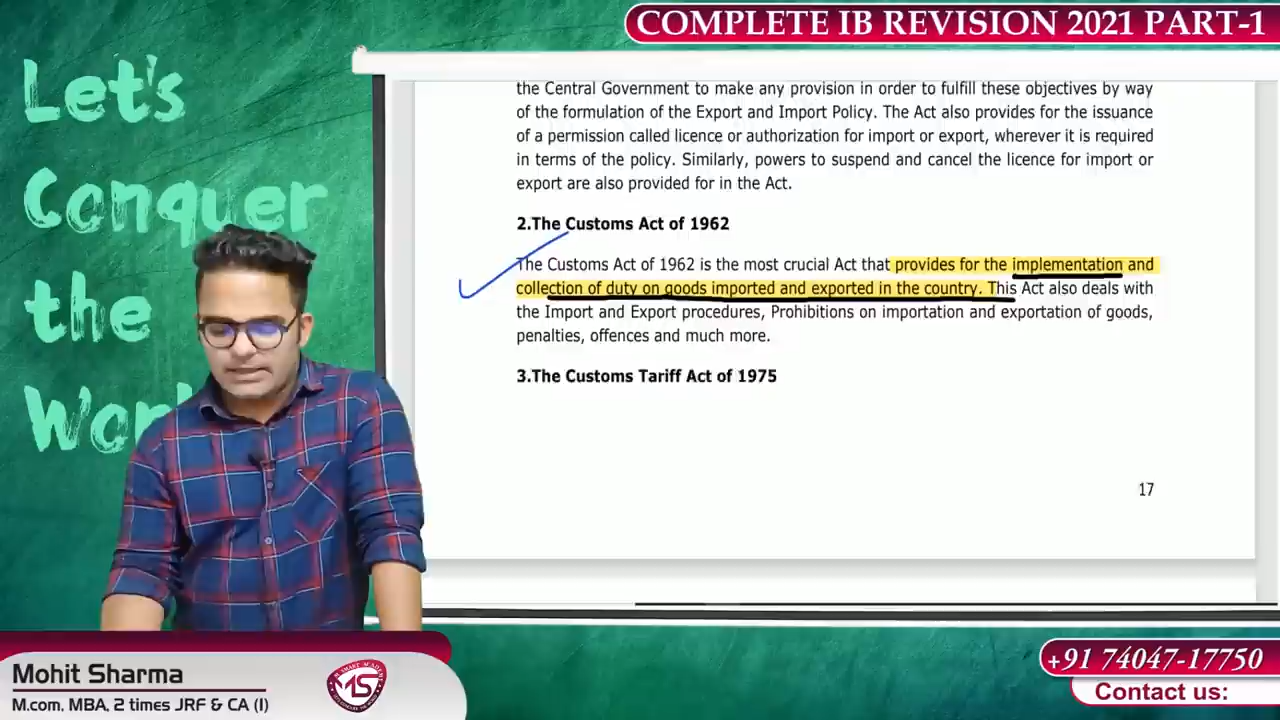 COMPLETE IB REVISION 2021 PART-1
Let's
Conquer
the
Wor
the Central Government to make any provision in order to fulfill these objectives by way
of the formulation of the Export and Import Policy. The Act also provides for the issuance
of a permission called licence or authorization for import or export, wherever it is required
in terms of the policy. Similarly, powers to suspend and cancel the licence for import or
export are also provided for in the Act.
2.The Customs Act of 1962
The Customs Act of 1962 is the most crucial Act that provides for the implementation and
collection of duty on goods imported and exported in the country. This Act also deals with
the Import and Export procedures, Prohibitions on importation and exportation of goods,
penalties, offences and much more.
3.The Customs Tariff Act of 1975
17
Mohit Sharma
M.com, MBA, 2 times JRF & CA (I)
MS
+91 74047-17750
Contact us: